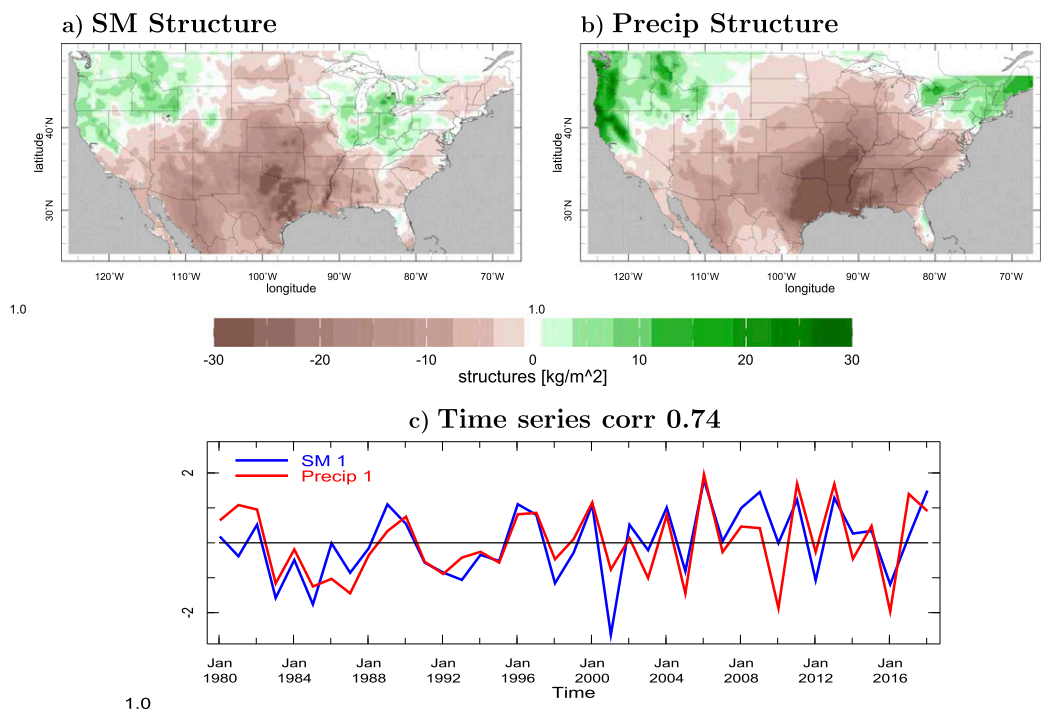 a) SM Structure
b) Precip Structure
latitude
40˚N
30˚N
120˚W 110˚W 100˚W 90˚W 80˚W 70˚W
longitude
latitude
40˚N
30˚N
120˚W 110˚W 100˚W 90˚W 80˚W 70˚W
longitude
1.0
1.0
-30 -20 -10 0 10 20 30
structures [kg/m^2]
c) Time series corr 0.74
SM 1
Precip 1
2
-2
Jan Jan Jan Jan Jan Jan Jan Jan Jan Jan
1980 1984 1988 1992 1996 2000 2004 2008 2012 2016
Time
1.0